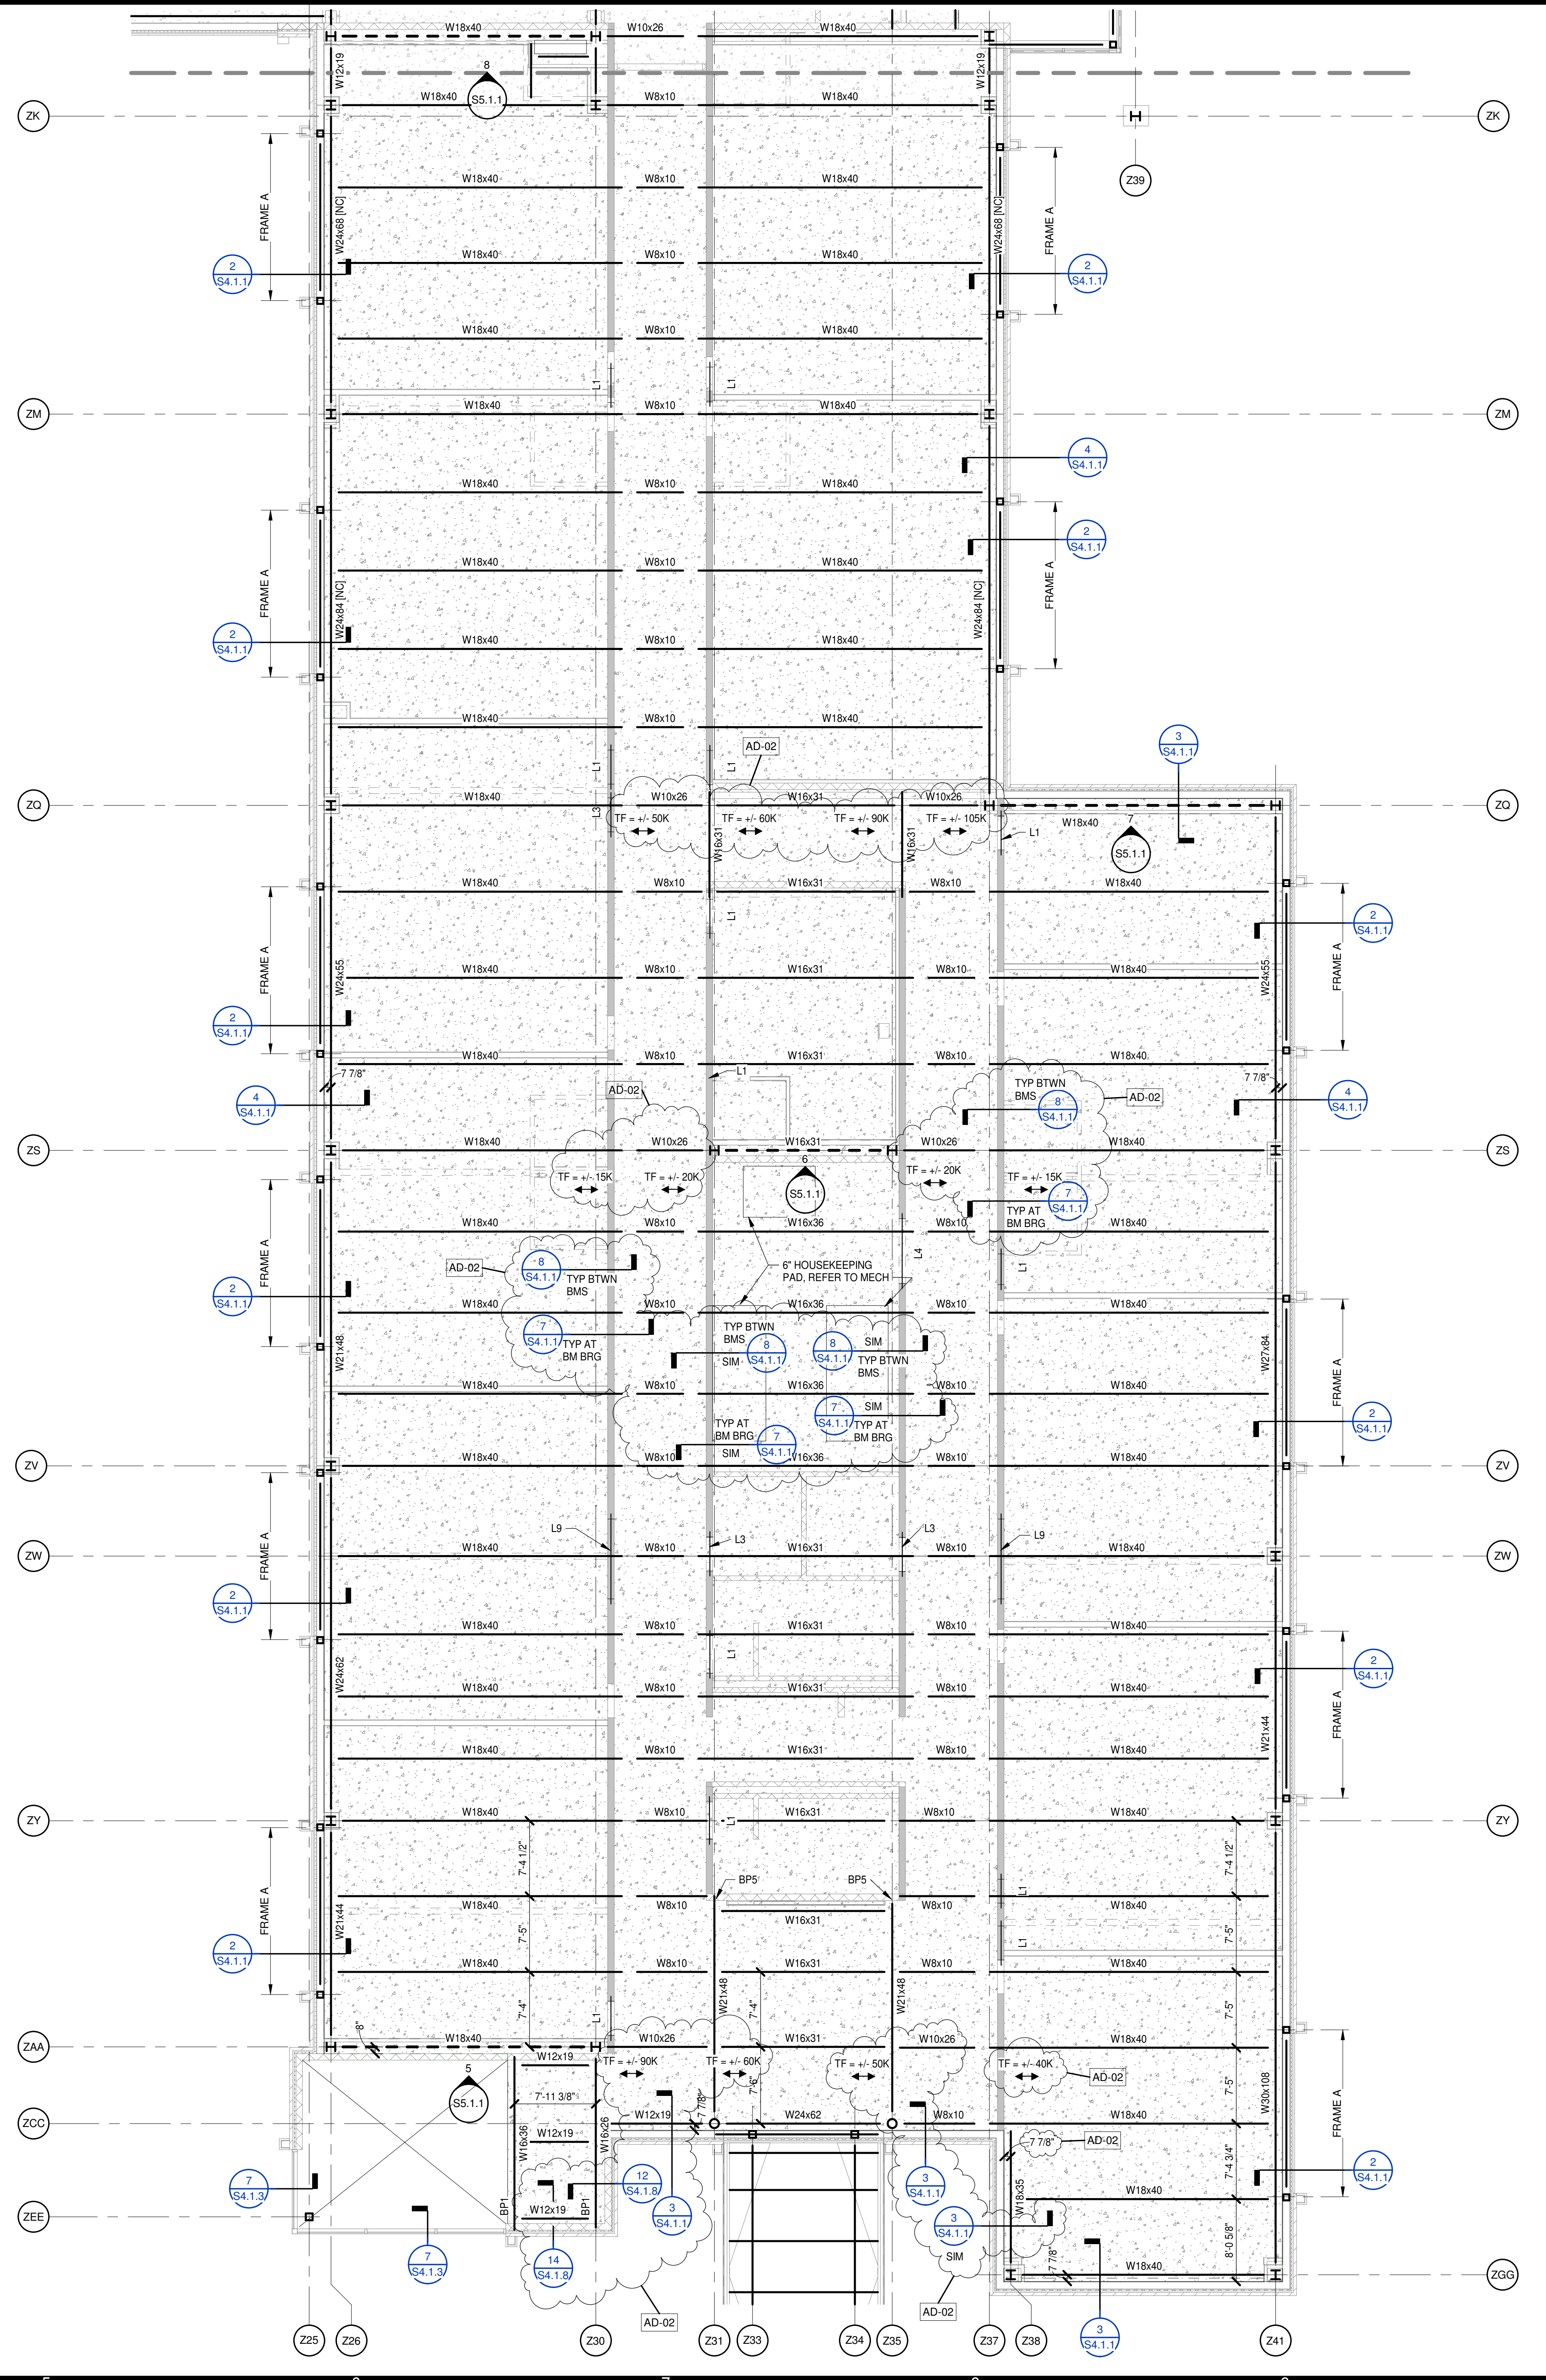 W18x40 W10x26 W18x40
W12x19 W12x19
8
S5.1.1
W18x40 W8x10 W18x40
ZK ZK
Z39
W18x40 W8x10 W18x40
FRAME A W24x68 [NC] W24x68 [NC] FRAME A
W18x40 W8x10 W18x40
2
S4.1.1
2
S4.1.1
W18x40 W8x10 W18x40
L1 L1
W18x40 W8x10 W18x40
ZM ZM
4
S4.1.1
W18x40 W8x10 W18x40
2
S4.1.1
W18x40 W8x10 W18x40
FRAME A W24x84 [NC] W24x84 [NC] FRAME A
2
S4.1.1
W18x40 W8x10 W18x40
W18x40 W8x10 W18x40
AD-02
3
S4.1.1
L1 L1
W18x40 W10x26 W16x31 W10x26
ZQ ZQ
L3
TF = +/- 50K TF = +/- 60K TF = +/- 90K TF = +/- 105K
W18x40
W16x31 W16x31
L1
7
S5.1.1
W18x40 W8x10 W16x31 W8x10 W18x40
L1
2
S4.1.1
FRAME A W24x55 W24x55 FRAME A
W18x40 W8x10 W16x31 W8x10 W18x40
2
S4.1.1
W18x40 W8x10 W16x31 W8x10 W18x40
7 7/8" L1 7 7/8"
AD-02
TYP BTWN
BMS
8
S4.1.1
AD-02
4
S4.1.1
4
S4.1.1
W18x40 W10x26 W16x31 W10x26 W18x40
ZS ZS
TF = +/- 15K TF = +/- 20K TF = +/- 20K TF = +/- 15K
6
S5.1.1
7
S4.1.1
TYP AT
BM BRG
W18x40 W8x10 W16x36 W8x10 W18x40
L4
L1
AD-02
8
S4.1.1
TYP BTWN
BMS
6" HOUSEKEEPING
PAD, REFER TO MECH
FRAME A
2
S4.1.1
W18x40 W8x10 W16x36 W8x10 W18x40
7
S4.1.1
TYP AT
BM BRG
TYP BTWN
BMS
SIM
8
S4.1.1
8
S4.1.1
SIM
TYP BTWN
BMS
W21x48 W27x84 FRAME A
W18x40 W8x10 W16x36 W8x10 W18x40
7
S4.1.1
SIM
TYP AT
BM BRG
TYP AT
BM BRG
SIM
7
S4.1.1
2
S4.1.1
W18x40 W8x10 W16x36 W8x10 W18x40
ZV ZV
L9 L3 L3 L9
FRAME A
W18x40 W8x10 W16x31 W8x10 W18x40
ZW ZW
2
S4.1.1
W18x40 W8x10 W16x31 W8x10 W18x40
L1
W24x62
2
S4.1.1
W18x40 W8x10 W16x31 W8x10 W18x40
W21x44 FRAME A
W18x40 W8x10 W16x31 W8x10 W18x40
W18x40 W8x10 W16x31 W8x10 W18x40
ZY ZY
L1
7'-4 1/2" 7'-4 1/2"
BP5 BP5
FRAME A
W18x40 W8x10 W8x10 W18x40
L1
W16x31
W21x44 7'-5" 7'-5"
L1
2
S4.1.1
W18x40 W8x10 W16x31 W8x10 W18x40
W21x48 7'-4" W21x48
7'-4" L1 7'-5"
8"
W18x40 W10x26 W16x31 W10x26 W18x40
ZAA ZAA
W12x19
TF = +/- 90K TF = +/- 60K TF = +/- 50K TF = +/- 40K
AD-02
5
S5.1.1
7'-11 3/8" 7 7/8" 7'-6" 7'-5" W30x108 FRAME A
W12x19 W24x62 W8x10 W18x40
ZCC ZCC
W16x36 W12x19 W16x26
7 7/8" AD-02
7'-4 3/4"
7
S4.1.3
12
S4.1.8
3
S4.1.1
3
S4.1.1
2
S4.1.1
W18x35 W18x40
BP1 W12x19 BP1
ZEE
3
S4.1.1
SIM
8'-0 5/8"
7
S4.1.3
14
S4.1.8
7 7/8"
W18x40
ZGG
AD-02 AD-02
3
S4.1.1
Z25 Z26 Z30 Z31 Z33 Z34 Z35 Z37 Z38 Z41